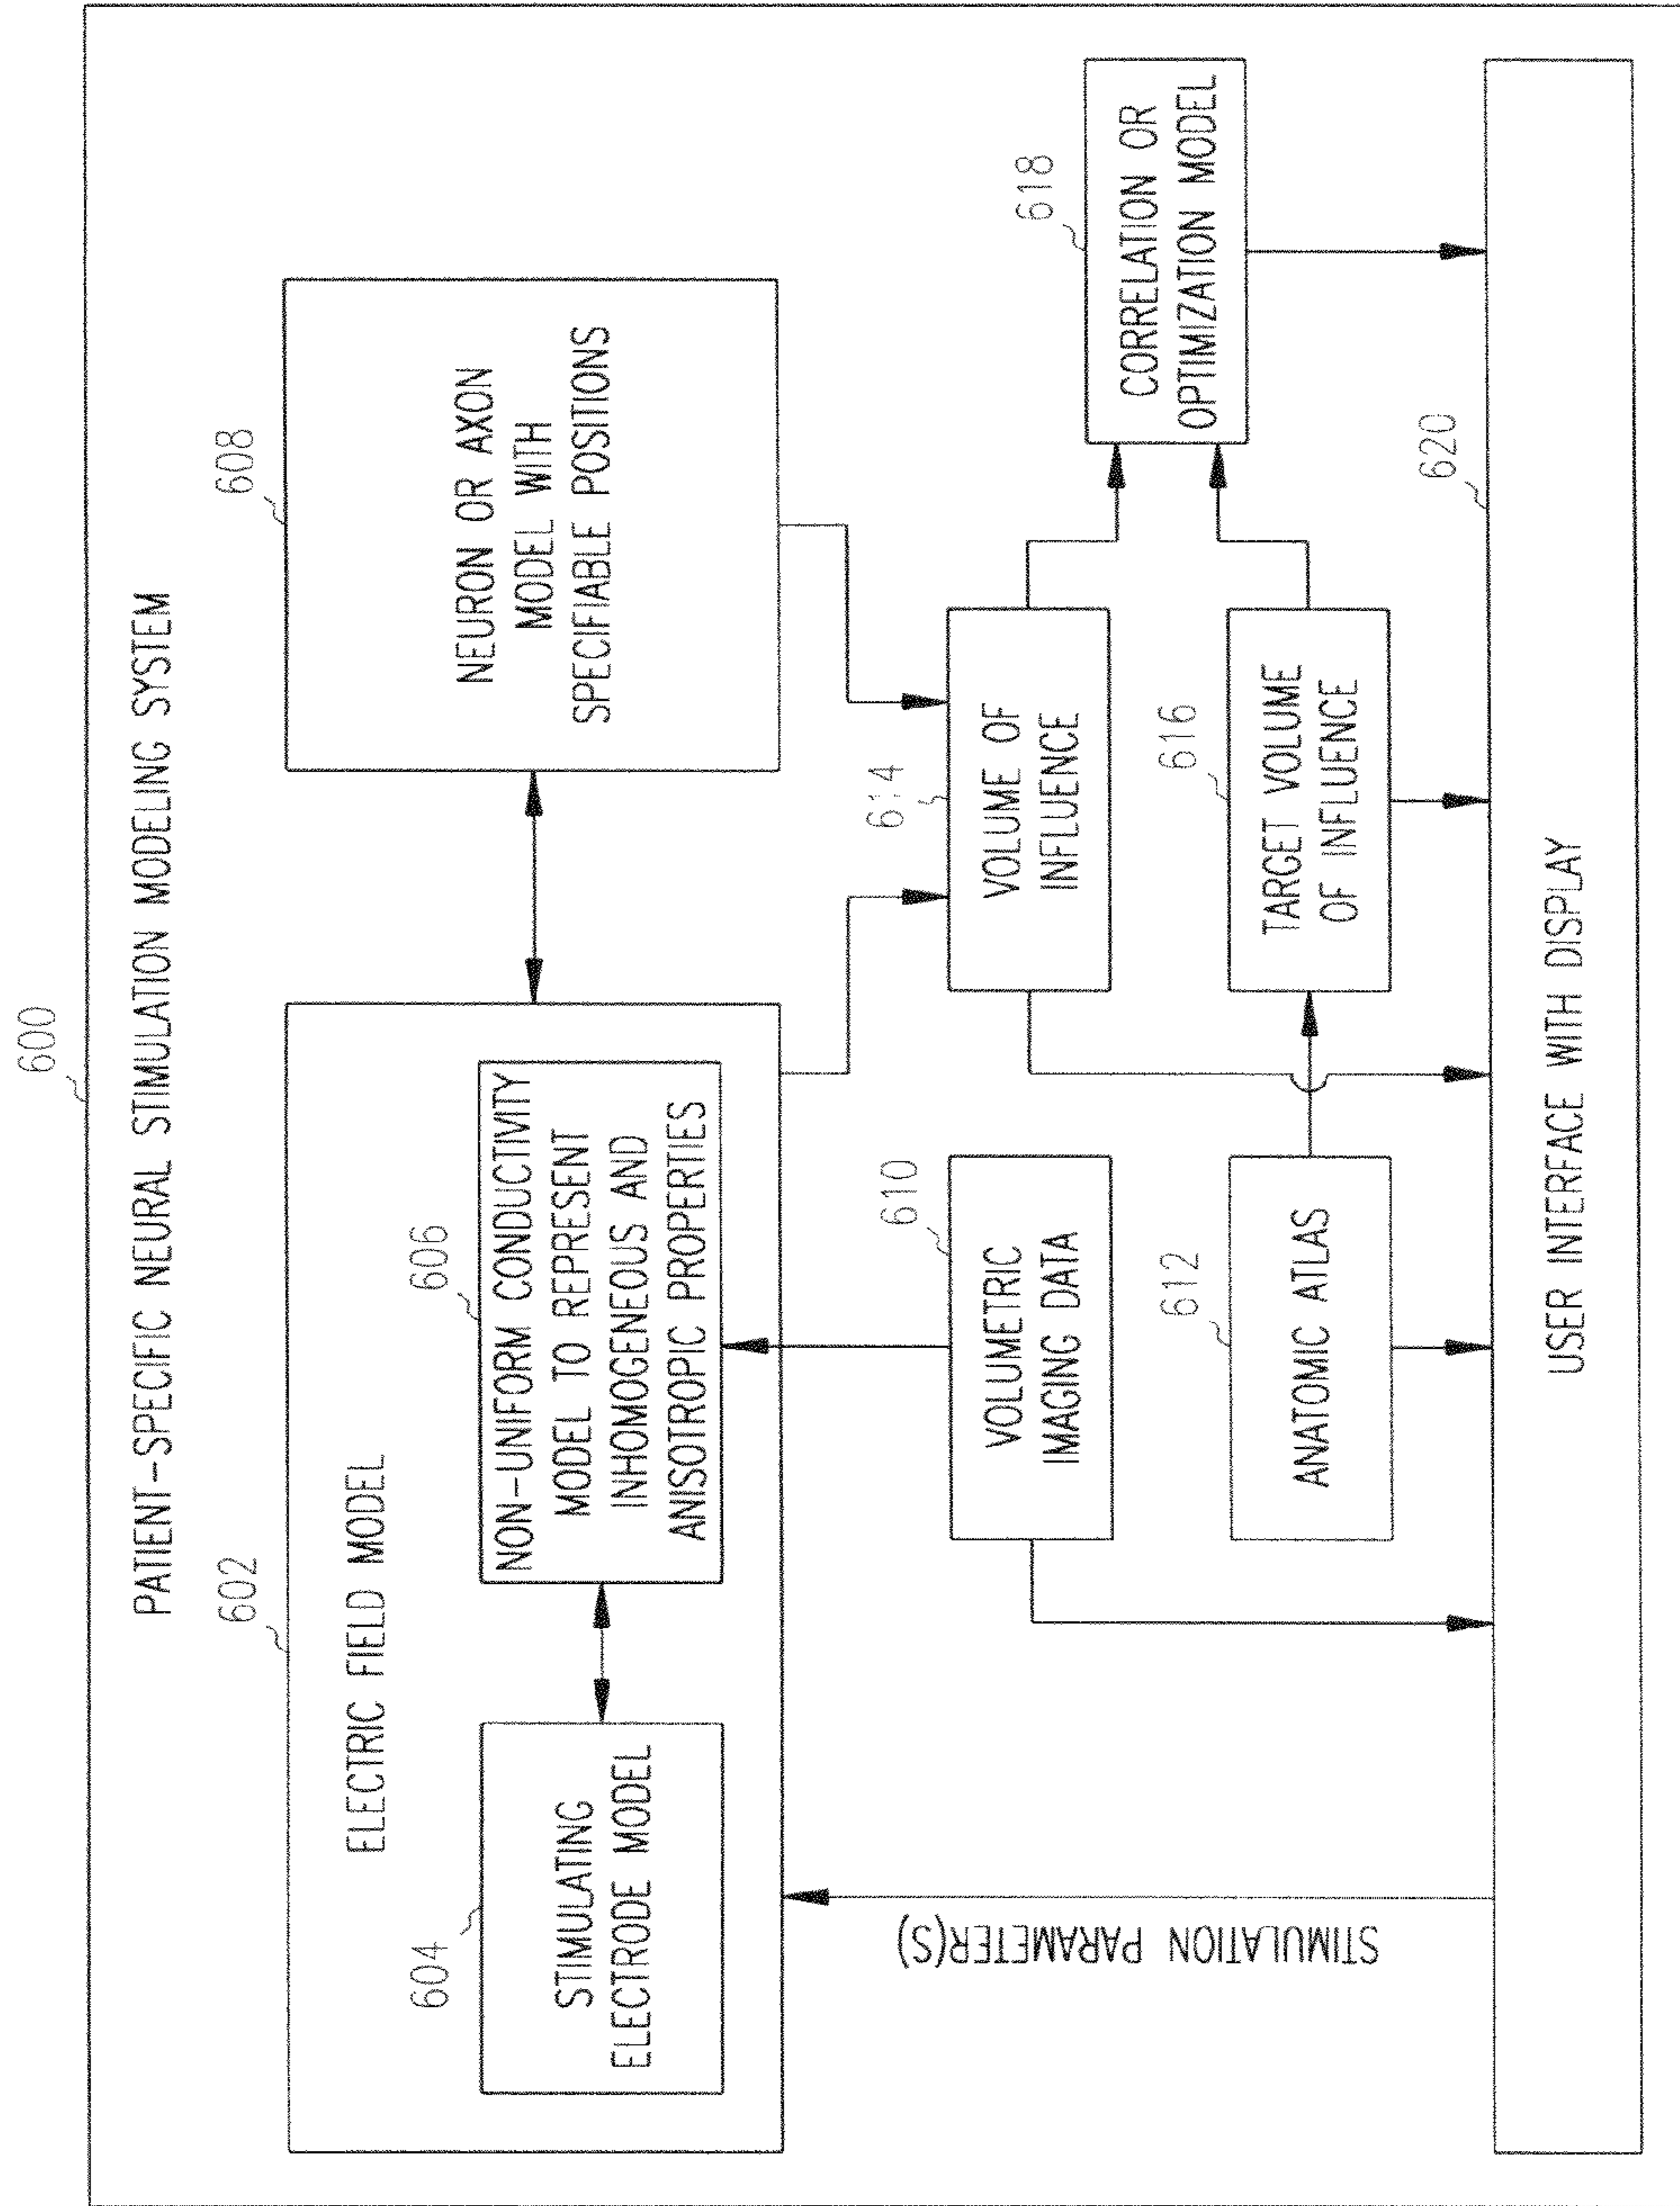 600
PATIENT-SPECIFIC NEURAL STIMULATION MODELING SYSTEM
602
ELECTRIC FIELD MODEL
604
STIMULATING
ELECTRODE MODEL
606
NON-UNIFORM CONDUCTIVITY
MODEL TO REPRESENT
INHOMOGENEOUS AND
ANISOTROPIC PROPERTIES
608
NEURON OR AXON
MODEL WITH
SPECIFIABLE POSITIONS
STIMULATION PARAMETER(S)
610
VOLUMETRIC
IMAGING DATA
612
ANATOMIC ATLAS
614
VOLUME OF
INFLUENCE
616
TARGET VOLUME
OF INFLUENCE
618
CORRELATION OR
OPTIMIZATION MODEL
620
USER INTERFACE WITH DISPLAY